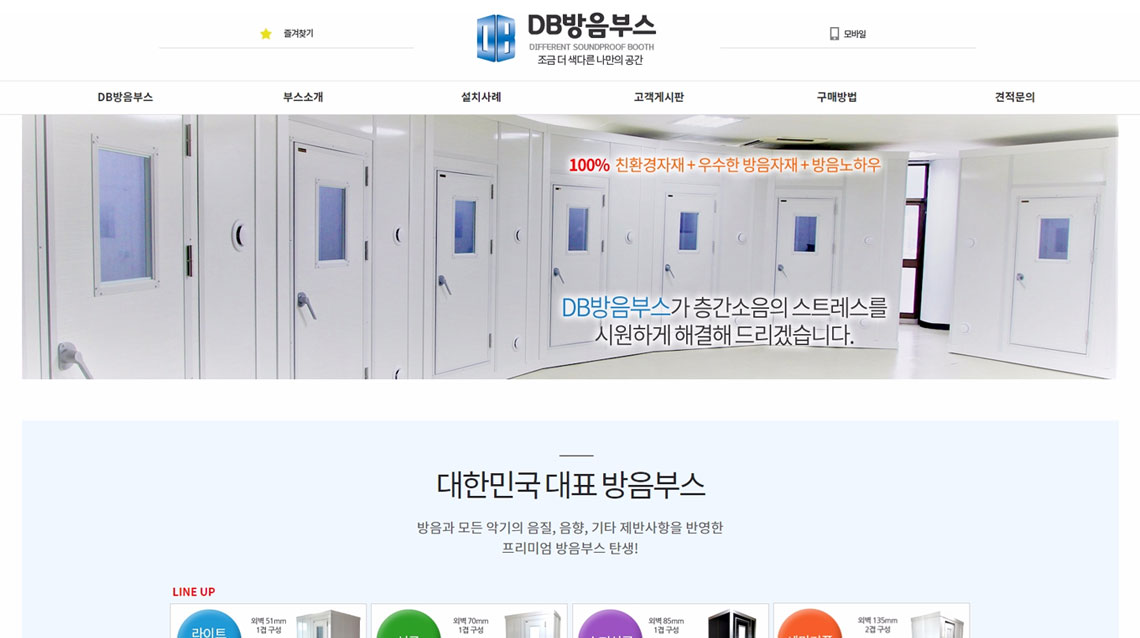 즐겨찾기
DB방음부스
DIFFERENT SOUNDPROOF BOOTH
조금 더 색다른 나만의 공간
모바일
DB방음부스 부스소개 설치사례 고객게시판 구매방법 견적문의
100% 친환경자재 + 우수한 방음자재 + 방음노하우
DB방음부스가 층간소음의 스트레스를
시원하게 해결해 드리겠습니다.
대한민국 대표 방음부스
방음과 모든 악기의 음질, 음향, 기타 제반사항을 반영한
프리미엄 방음부스 탄생!
LINE UP
라이트
외벽 51mm
1겹 구성
외벽 70mm
1겹 구성
외벽 85mm
1겹 구성
외벽 135mm
2겹 구성